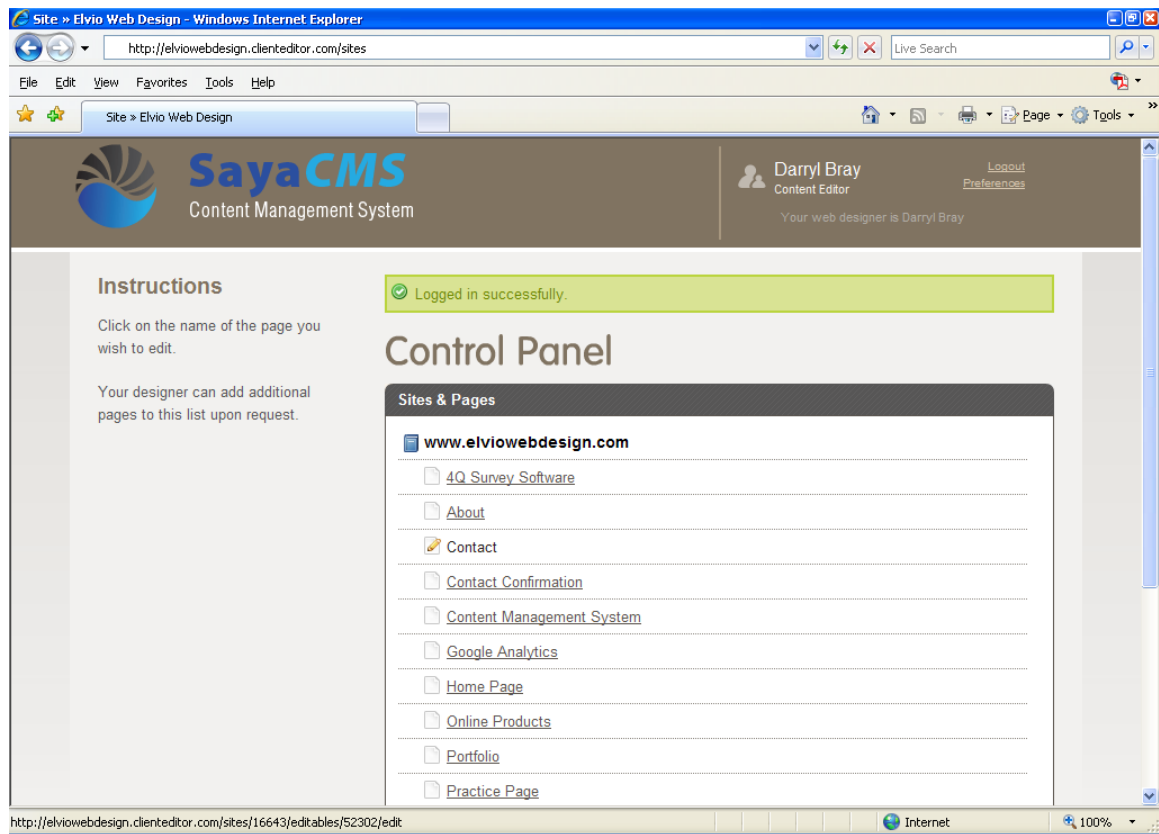 Site » Elvio Web Design - Windows Internet Explorer
http://elviowebdesign.clienteditor.com/sites
Live Search
File Edit View Favorites Tools Help
Site » Elvio Web Design
Page Tools »
SayaCMS
Content Management System
Darryl Bray
Content Editor
Logout
Preferences
Your web designer is Darryl Bray
Instructions
Click on the name of the page you
wish to edit.
Your designer can add additional
pages to this list upon request.
Logged in successfully.
Control Panel
Sites & Pages
www.elviowebdesign.com
4Q Survey Software
About
Contact
Contact Confirmation
Content Management System
Google Analytics
Home Page
Online Products
Portfolio
Practice Page
http://elviowebdesign.clienteditor.com/sites/16643/editables/52302/edit
Internet
100%